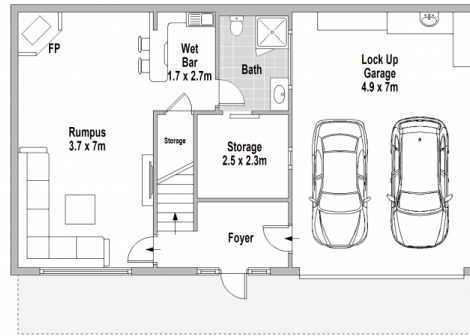 FP
Wet
Bar
1.7 x 2.7m
Bath
Lock Up
Garage
4.9 x 7m
Rumpus
3.7 x 7m
Storage
Storage
2.5 x 2.3m
Foyer